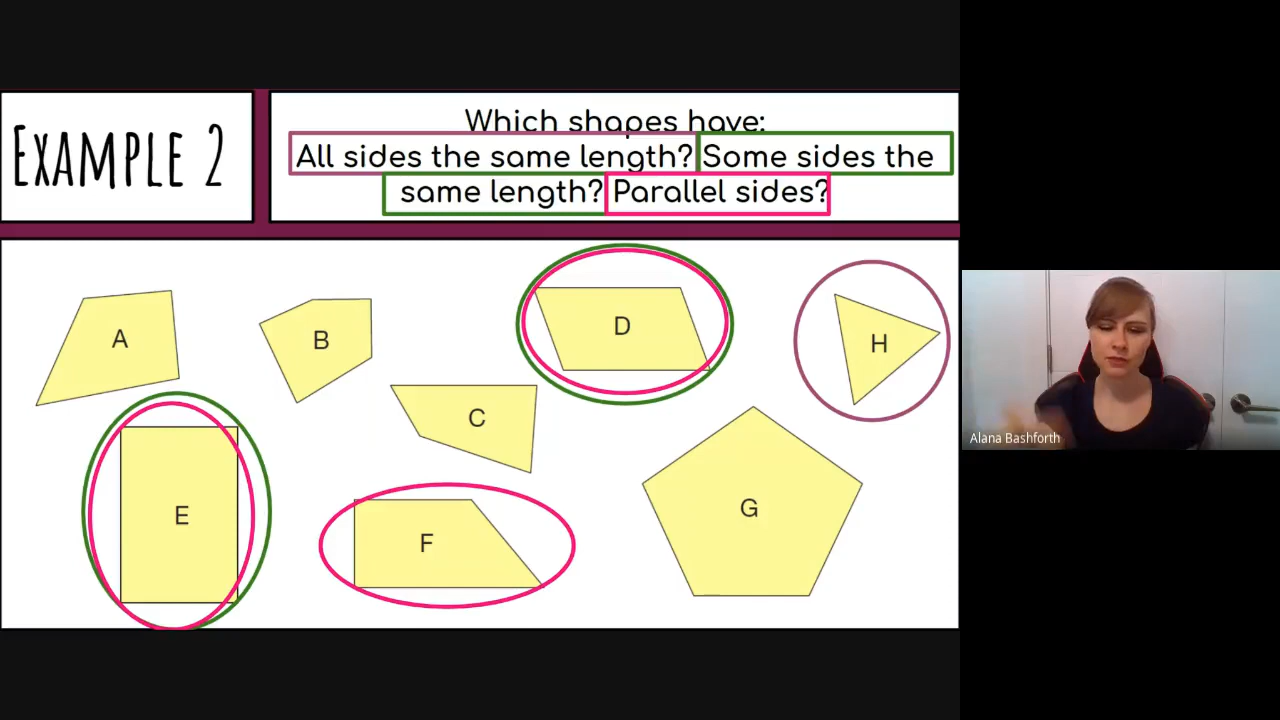 EXAMPLE 2
Which shapes have:
All sides the same length? Some sides the
same length? Parallel sides?
A
B
C
D
H
E
F
G
Alana Bashforth